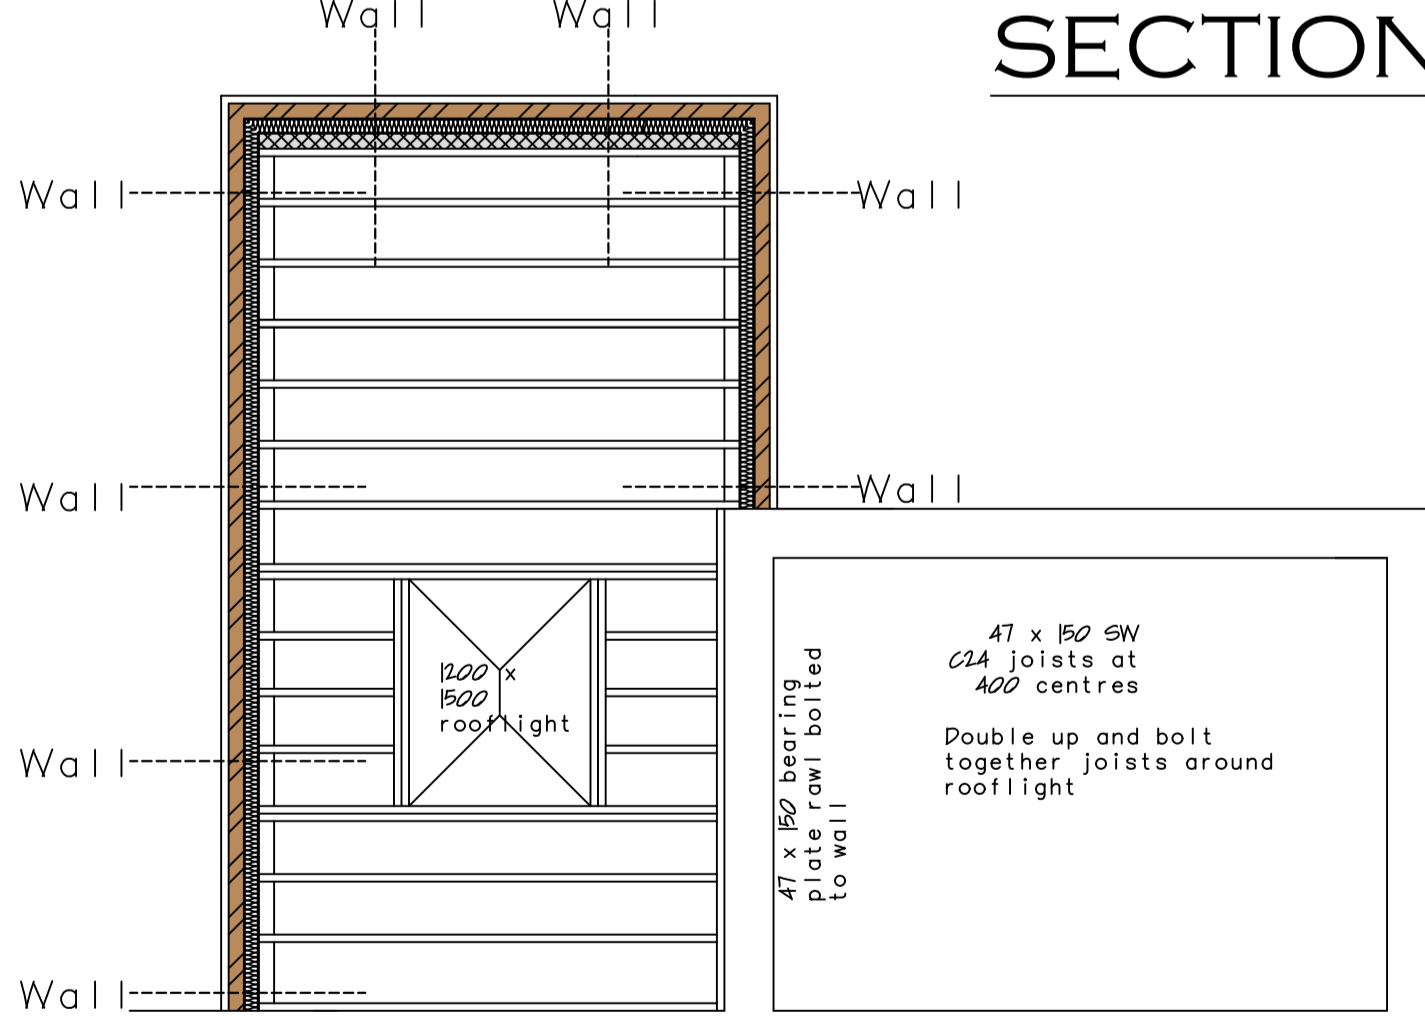 Wall Wall
SECTION
Wall Wall
Wall Wall
Wall
Wall
1200 x
1500
rooflight
47 x 150 bearing
plate rawl bolted
to wall
47 x 150 SW
C24 joists at
400 centres
Double up and bolt
together joists around
rooflight